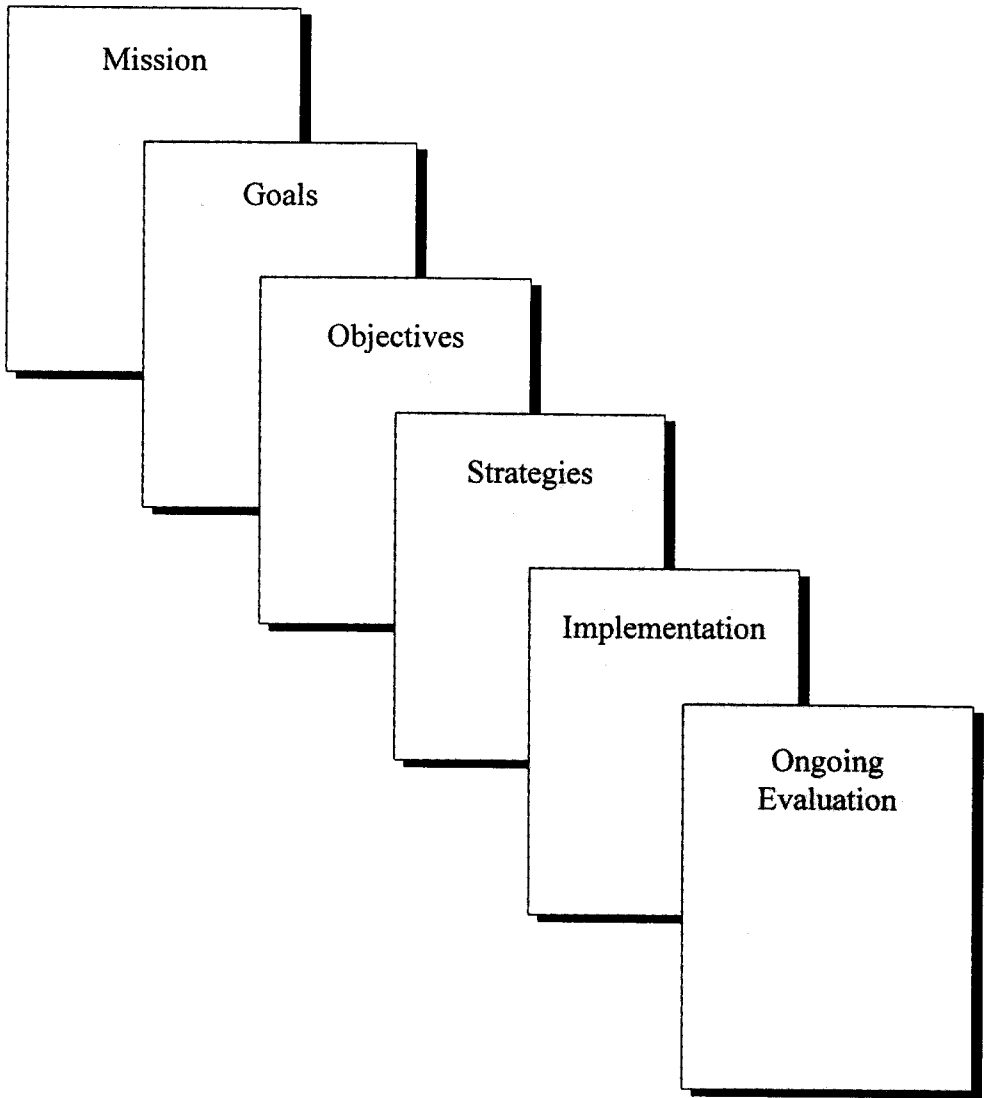 Mission
Goals
Objectives
Strategies
Implementation
Ongoing
Evaluation